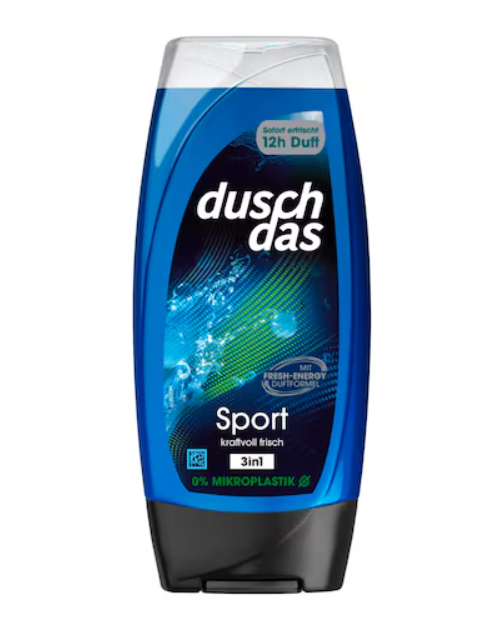 Sofort erfrischt
12h Duft
dusch
das
MIT
FRESH-ENERGY
DUFTFORMEL
Sport
kraftvoll frisch
3in1
0% MIKROPLASTIK